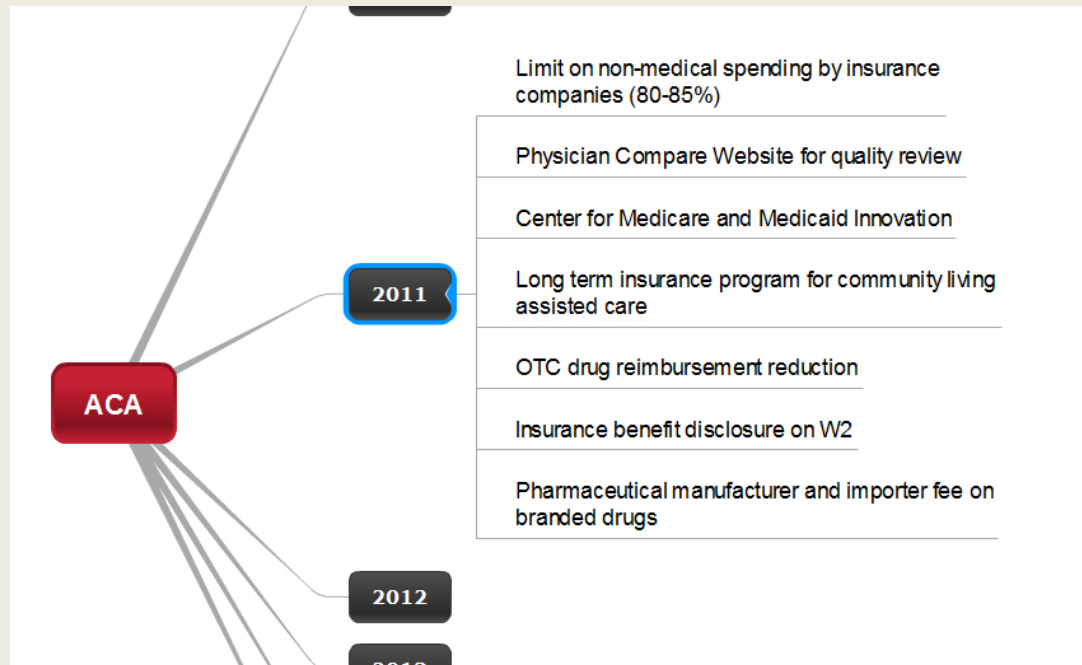 Limit on non-medical spending by insurance
companies (80-85%)
Physician Compare Website for quality review
Center for Medicare and Medicaid Innovation
Long term insurance program for community living
assisted care
2011
OTC drug reimbursement reduction
ACA
Insurance benefit disclosure on W2
Pharmaceutical manufacturer and importer fee on
branded drugs
2012